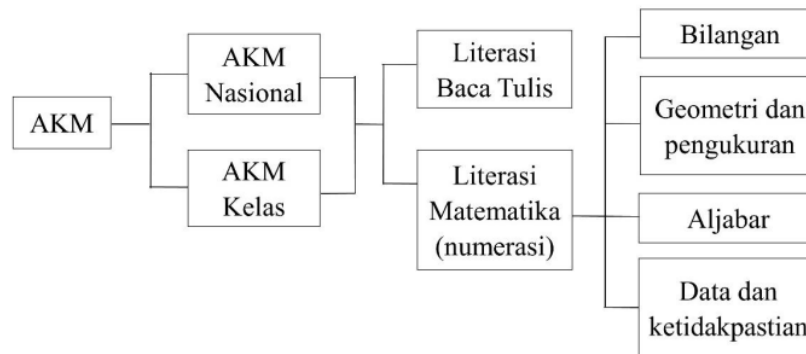 AKM
AKM
Nasional
AKM
Kelas
Literasi
Baca Tulis
Literasi
Matematika
(numerasi)
Bilangan
Geometri dan
pengukuran
Aljabar
Data dan
ketidakpastian